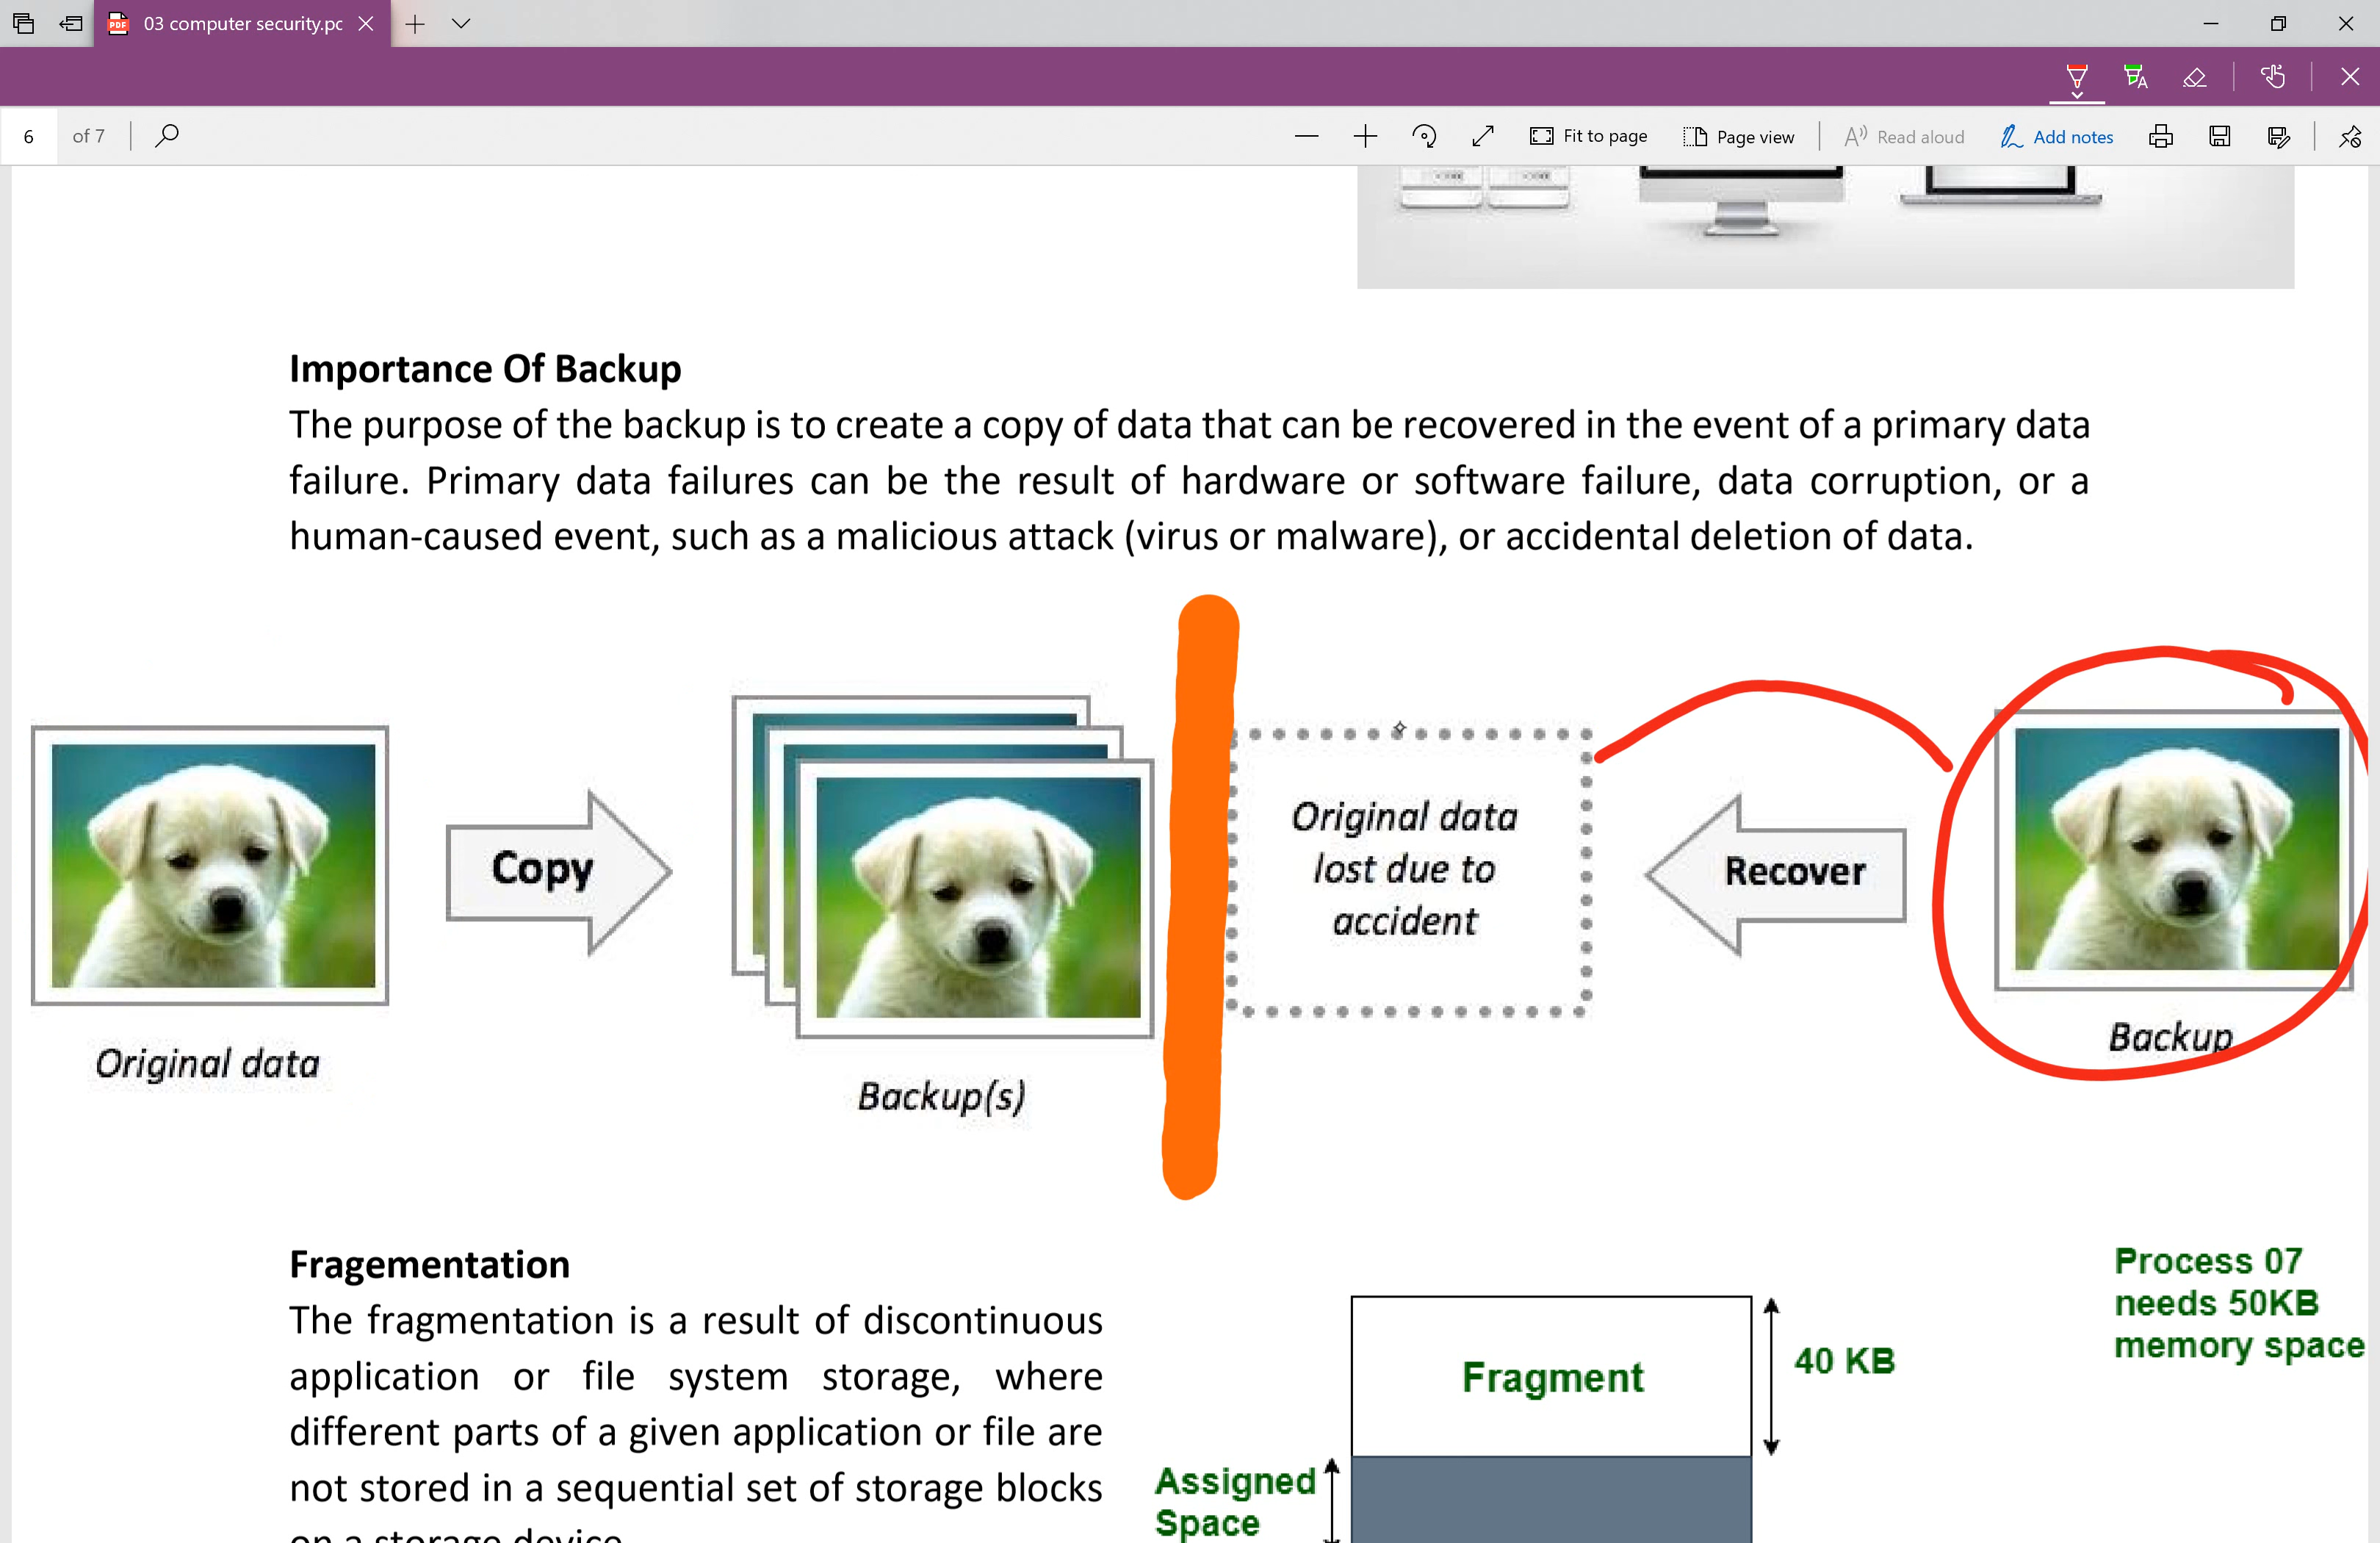 03 computer security.pc
6 of 7
Fit to page
Page view
Read aloud
Add notes
Importance Of Backup
The purpose of the backup is to create a copy of data that can be recovered in the event of a primary data
failure. Primary data failures can be the result of hardware or software failure, data corruption, or a
human-caused event, such as a malicious attack (virus or malware), or accidental deletion of data.
Original data
Copy
Backup(s)
Original data
lost due to
accident
Recover
Backup
Fragementation
The fragmentation is a result of discontinuous
application or file system storage, where
different parts of a given application or file are
not stored in a sequential set of storage blocks
on a storage device.
Fragment
40 KB
Process 07
needs 50KB
memory space
Assigned
Space